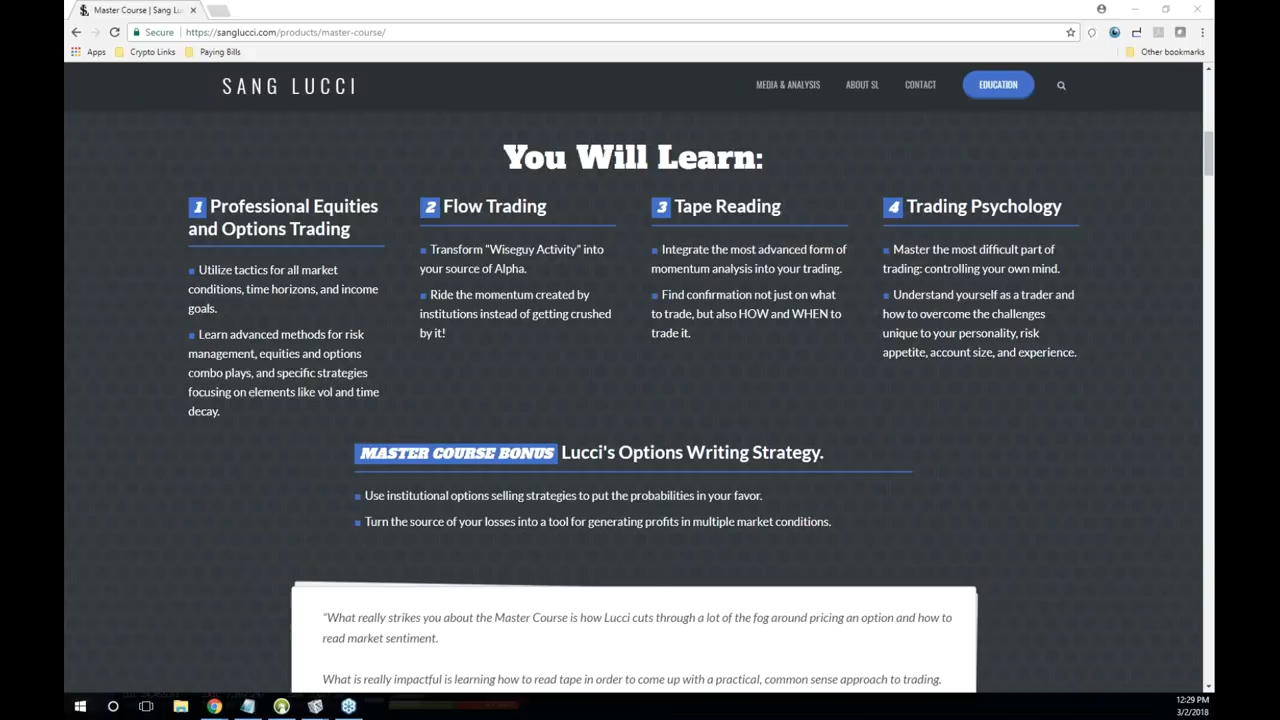 Master Course | Sang Lu
Secure
https://sanglucci.com/products/master-course/
Apps
Crypto Links
Paying Bills
Other bookmarks
SANG LUCCI
MEDIA & ANALYSIS
ABOUT SL
CONTACT
EDUCATION
You Will Learn:
1 Professional Equities
and Options Trading
Utilize tactics for all market
conditions, time horizons, and income
goals.
Learn advanced methods for risk
management, equities and options
combo plays, and specific strategies
focusing on elements like vol and time
decay.
2 Flow Trading
Transform “Wiseguy Activity” into
your source of Alpha.
Ride the momentum created by
institutions instead of getting crushed
by it!
3 Tape Reading
Integrate the most advanced form of
momentum analysis into your trading.
Find confirmation not just on what
to trade, but also HOW and WHEN to
trade it.
4 Trading Psychology
Master the most difficult part of
trading: controlling your own mind.
Understand yourself as a trader and
how to overcome the challenges
unique to your personality, risk
appetite, account size, and experience.
MASTER COURSE BONUS Lucci's Options Writing Strategy.
Use institutional options selling strategies to put the probabilities in your favor.
Turn the source of your losses into a tool for generating profits in multiple market conditions.
“What really strikes you about the Master Course is how Lucci cuts through a lot of the fog around pricing an option and how to
read market sentiment.
What is really impactful is learning how to read tape in order to come up with a practical, common sense approach to trading.
12:29 PM
3/2/2018